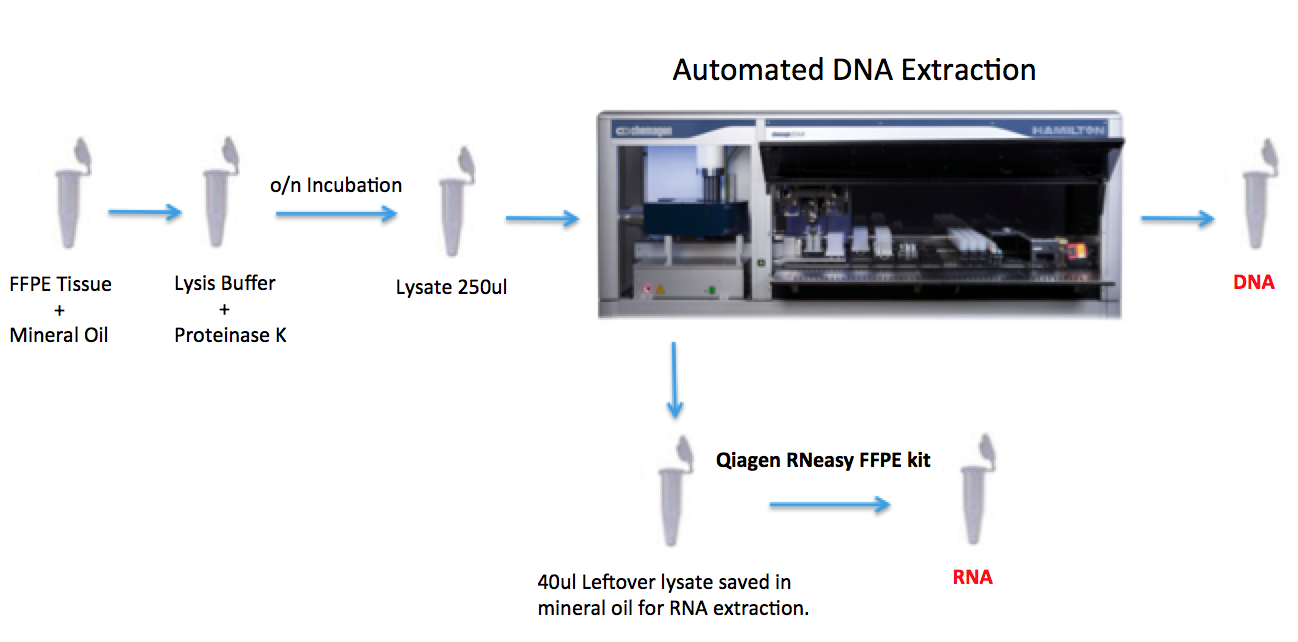 Automated DNA Extraction
chemagen
HAMILTON
o/n Incubation
FFPE Tissue
+
Mineral Oil
Lysis Buffer
+
Proteinase K
Lysate 250ul
DNA
Qiagen RNeasy FFPE kit
40ul Leftover lysate saved in
mineral oil for RNA extraction.
RNA